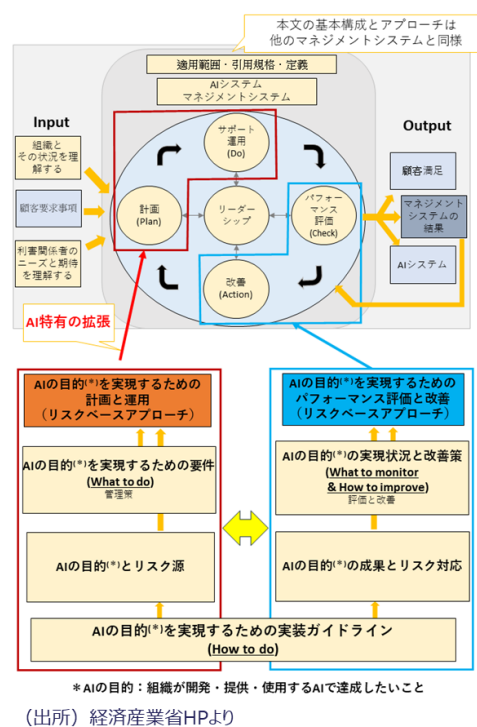 本文の基本構成とアプローチは
他のマネジメントシステムと同様
適用範囲・引用規格・定義
AIシステム
マネジメントシステム
Input
Output
組織と
その状況を理
解する
顧客要求事項
利害関係者の
ニーズと期待
を理解する
サポート
運用
(Do)
計画
(Plan)
リーダー
シップ
パフォー
マンス
評価
(Check)
改善
(Action)
顧客満足
マネジメント
システムの
結果
AIシステム
AI特有の拡張
AIの目的(*)を実現するための
計画と運用
(リスクベースアプローチ)
AIの目的(*)を実現するための要件
(What to do)
管理策
AIの目的(*)とリスク源
AIの目的(*)を実現するための
パフォーマンス評価と改善
(リスクベースアプローチ)
AIの目的(*)の実現状況と改善策
(What to monitor
& How to improve)
評価と改善
AIの目的(*)の成果とリスク対応
AIの目的(*)を実現するための実装ガイドライン
(How to do)
*AIの目的:組織が開発・提供・使用するAIで達成したいこと
(出所)経済産業省HPより